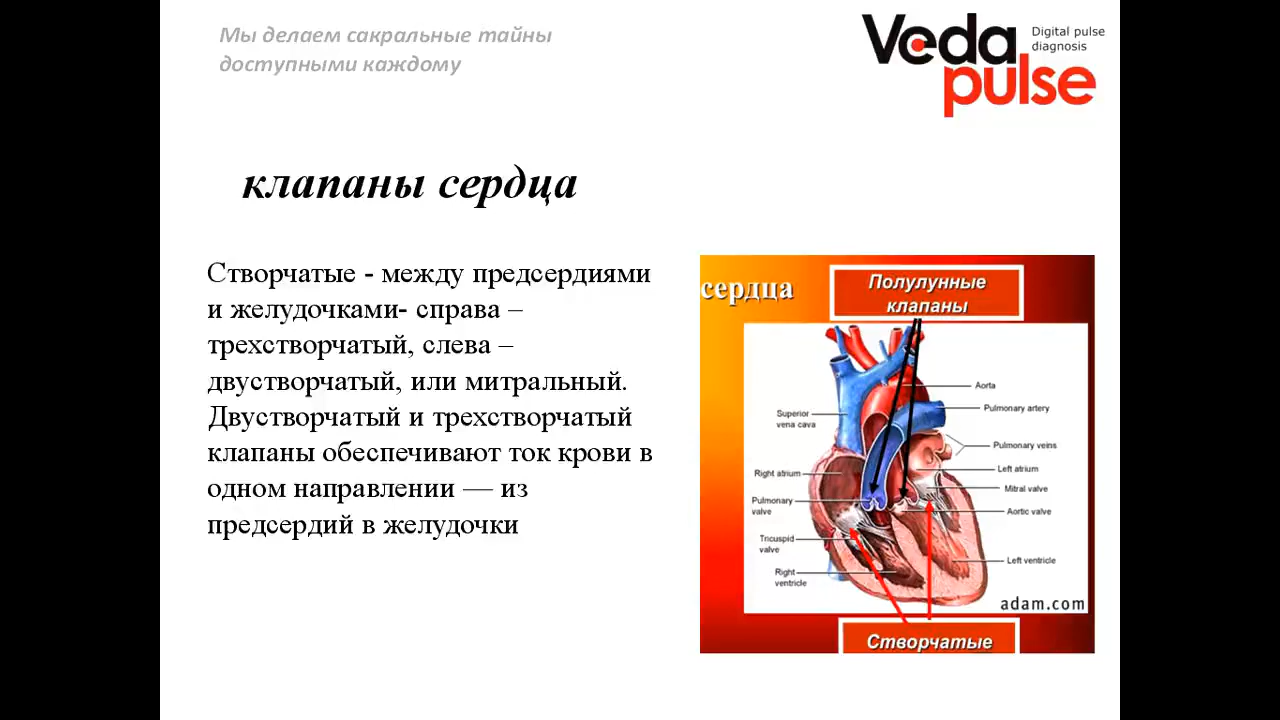 Мы делаем сакральные тайны
доступными каждому
Veda
pulse
Digital pulse
diagnosis
клапаны сердца
Створчатые - между предсердиями
и желудочками- справа –
трехстворчатый, слева –
двустворчатый, или митральный.
Двустворчатый и трехстворчатый
клапаны обеспечивают ток крови в
одном направлении — из
предсердий в желудочки
сердца
Полулунные
клапаны
Aorta
Pulmonary artery
Superior
vena cava
Pulmonary veins
Left atrium
Right atrium
Mitral valve
Pulmonary
valve
Aortic valve
Tricuspid
valve
Left ventricle
Right
ventricle
adam.com
Створчатые